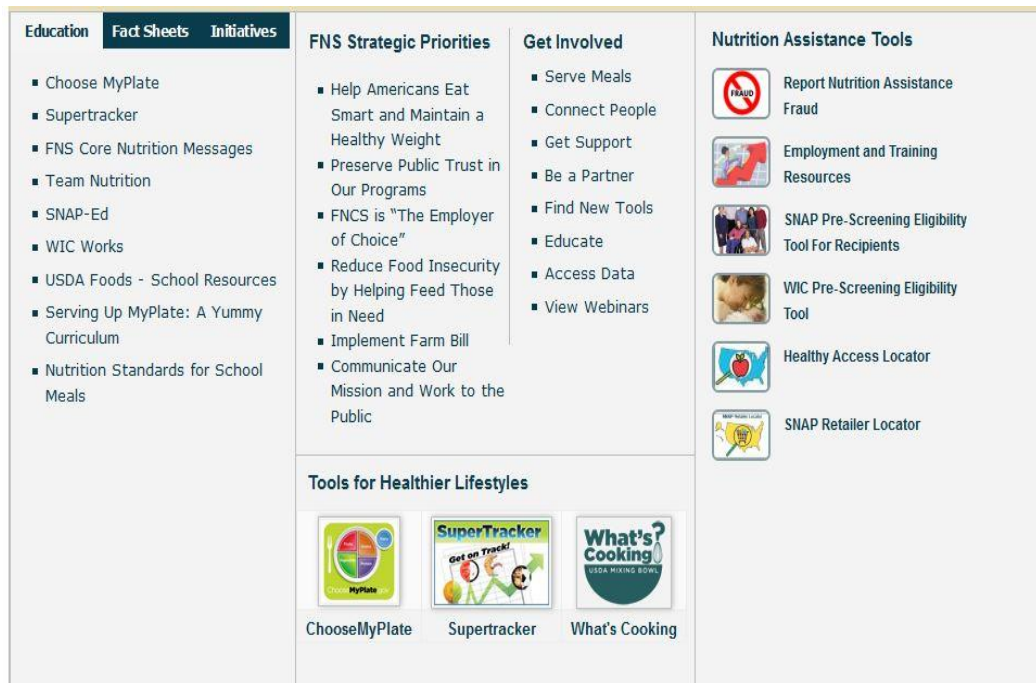 Education Fact Sheets Initiatives
Choose MyPlate
Supertracker
FNS Core Nutrition Messages
Team Nutrition
SNAP-Ed
WIC Works
USDA Foods - School Resources
Serving Up MyPlate: A Yummy
Curriculum
Nutrition Standards for School
Meals
FNS Strategic Priorities
Help Americans Eat
Smart and Maintain a
Healthy Weight
Preserve Public Trust in
Our Programs
FNCS is “The Employer
of Choice”
Reduce Food Insecurity
by Helping Feed Those
in Need
Implement Farm Bill
Communicate Our
Mission and Work to the
Public
Get Involved
Serve Meals
Connect People
Get Support
Be a Partner
Find New Tools
Educate
Access Data
View Webinars
Tools for Healthier Lifestyles
ChooseMyPlate.gov
ChooseMyPlate
SuperTracker
Get on Track!
Supertracker
What's?
Cooking
USDA MIXING BOWL
What's Cooking
Nutrition Assistance Tools
FRAUD
Report Nutrition Assistance
Fraud
Employment and Training
Resources
SNAP Pre-Screening Eligibility
Tool For Recipients
WIC Pre-Screening Eligibility
Tool
Healthy Access Locator
SNAP Retailer Locator
SNAP Retailer Locator